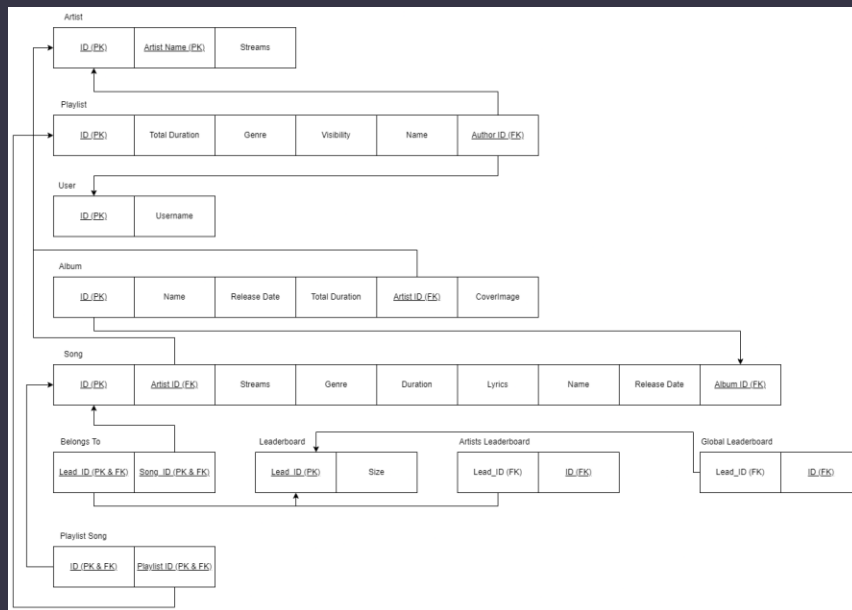 Artist
ID (PK) Artist Name (PK) Streams
Playlist
ID (PK) Total Duration Genre Visibility Name Author ID (FK)
User
ID (PK) Username
Album
ID (PK) Name Release Date Total Duration Artist ID (FK) CoverImage
Song
ID (PK) Artist ID (FK) Streams Genre Duration Lyrics Name Release Date Album ID (FK)
Belongs To Leaderboard Artists Leaderboard Global Leaderboard
Lead_ID (PK & FK) Song_ID (PK & FK) Lead_ID (PK) Size Lead_ID (FK) ID (FK) Lead_ID (FK) ID (FK)
Playlist Song
ID (PK & FK) Playlist ID (PK & FK)